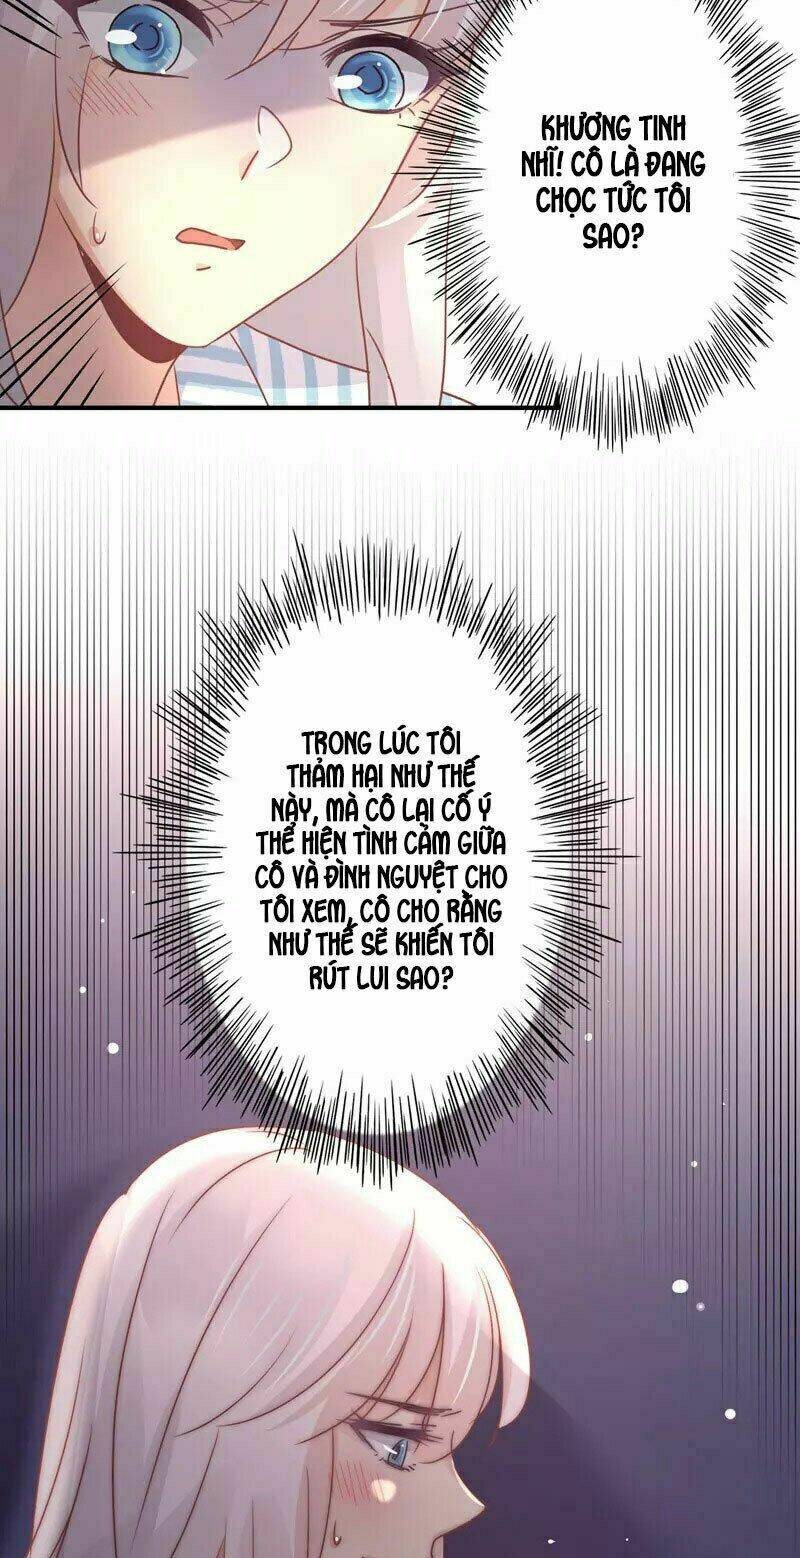 KHƯƠNG TINH
NHĨ! CÔ LÀ ĐANG
CHỌC TỨC TÔI
SAO?
TRONG LÚC TÔI
THẢM HẠI NHƯ THẾ
NÀY, MÀ CÔ LẠI CỐ Ý
THỂ HIỆN TÌNH CẢM GIỮA
CÔ VÀ ĐÌNH NGUYỆT CHO
TÔI XEM, CÔ CHO RẰNG
NHƯ THẾ SẼ KHIẾN TÔI
RÚT LUI SAO?